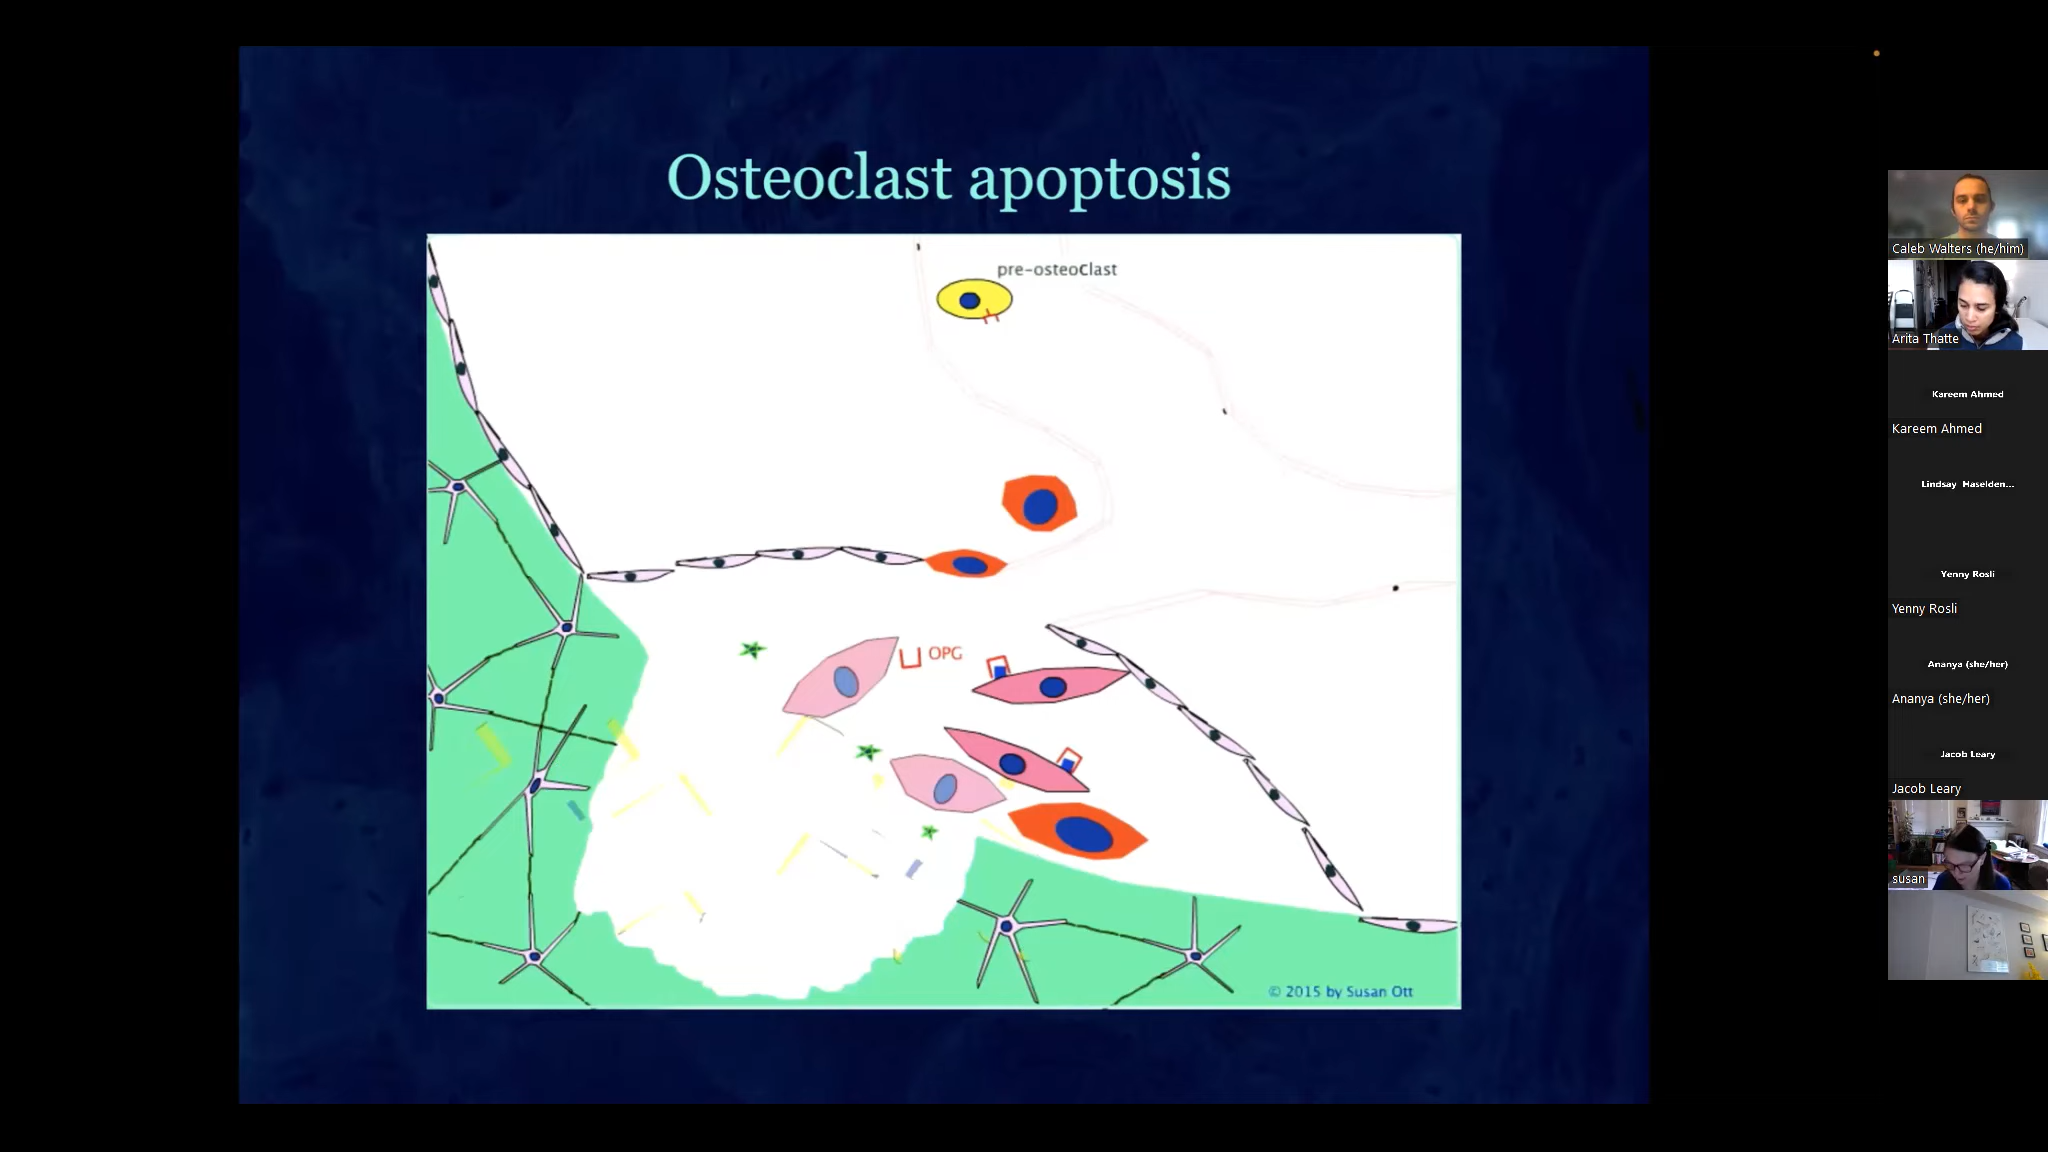 Osteoclast apoptosis
pre-osteoclast
OPG
© 2015 by Susan Ott
Caleb Walters (he/him)
Arita Thatte
Kareem Ahmed
Kareem Ahmed
Lindsay Haselden...
Yenny Rosli
Yenny Rosli
Ananya (she/her)
Ananya (she/her)
Jacob Leary
Jacob Leary
susan